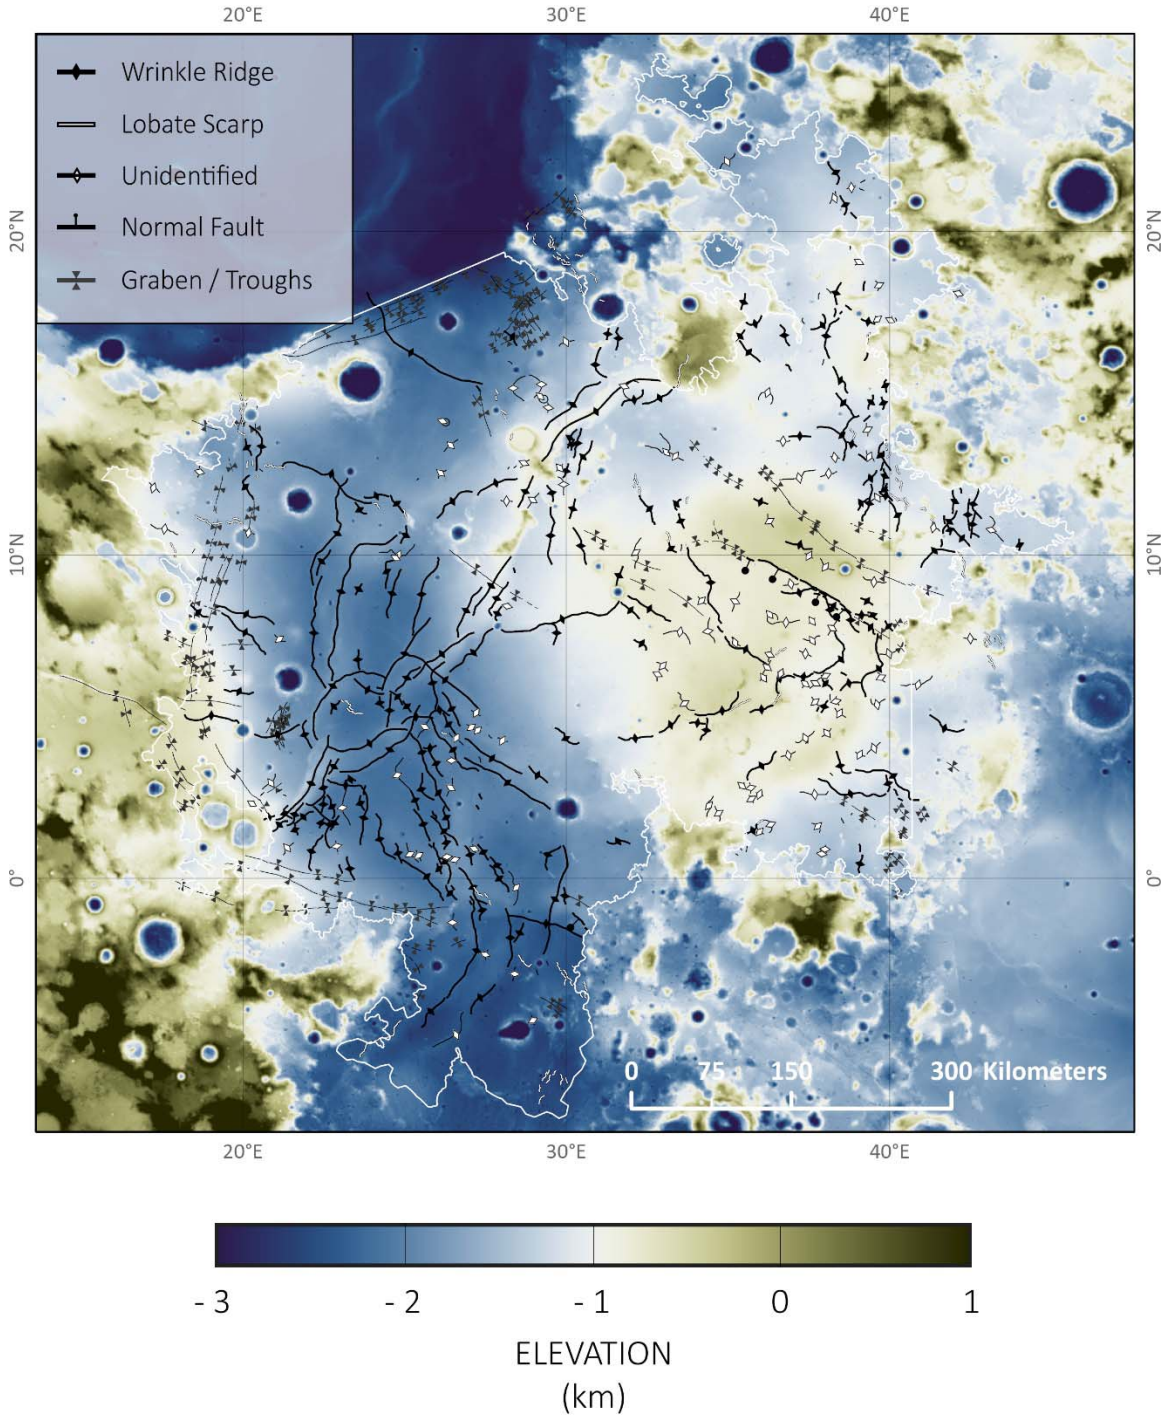 20°E 30°E 40°E
Wrinkle Ridge
Lobate Scarp
Unidentified
Normal Fault
Graben / Troughs
20°N 20°N
10°N 10°N
0° 0°
0 75 150 300 Kilometers
20°E 30°E 40°E
- 3 - 2 - 1 0 1
ELEVATION
(km)